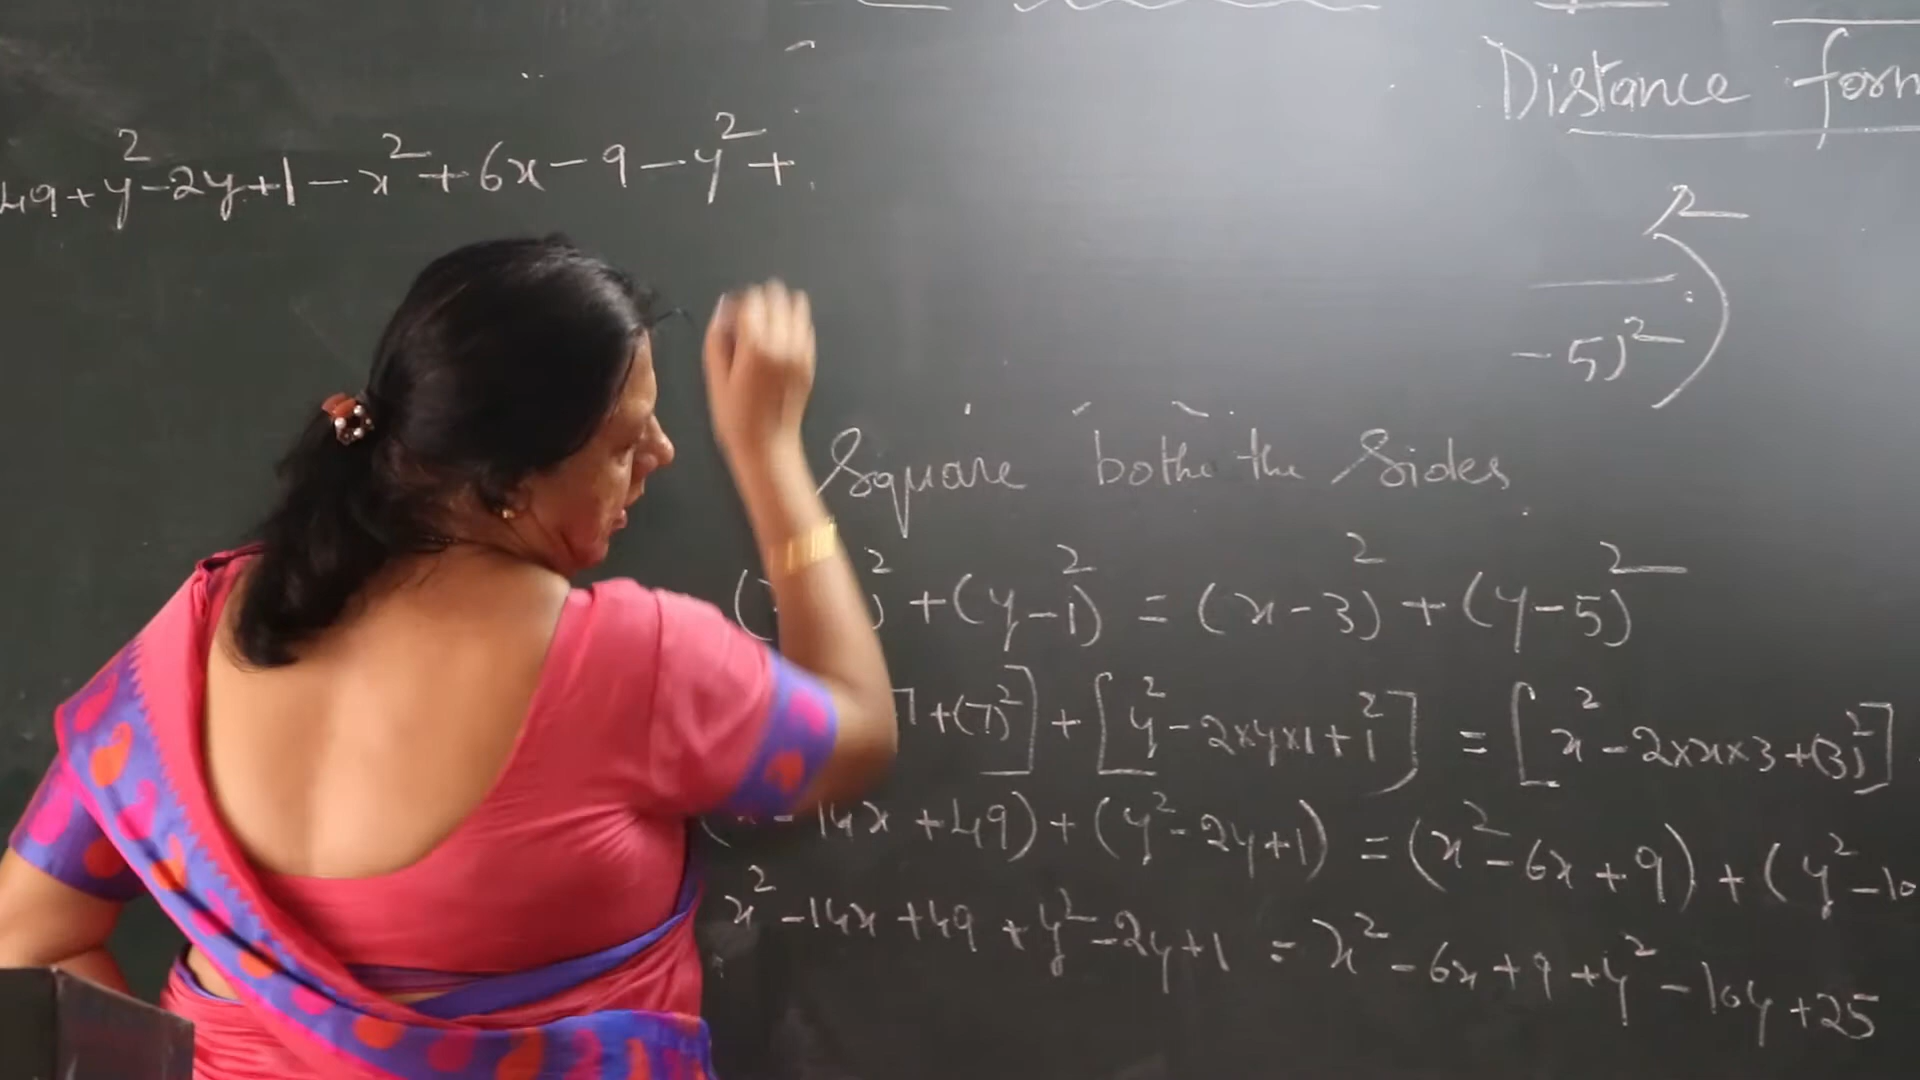 49+y²-2y+1-x²+6x-9-y²+
Distance form
)²
-5)²
Square bothe the Sides
( )²+(y-1)²=(x-3)²+(y-5)²
7+(7)²]+[y²-2xyx1+1²]=[x²-2xxx3+(3)²]
-14x+49)+(y²-2y+1)=(x²-6x+9)+(y²-10
x²-14x+49+y²-2y+1=x²-6x+9+y²-10y+25